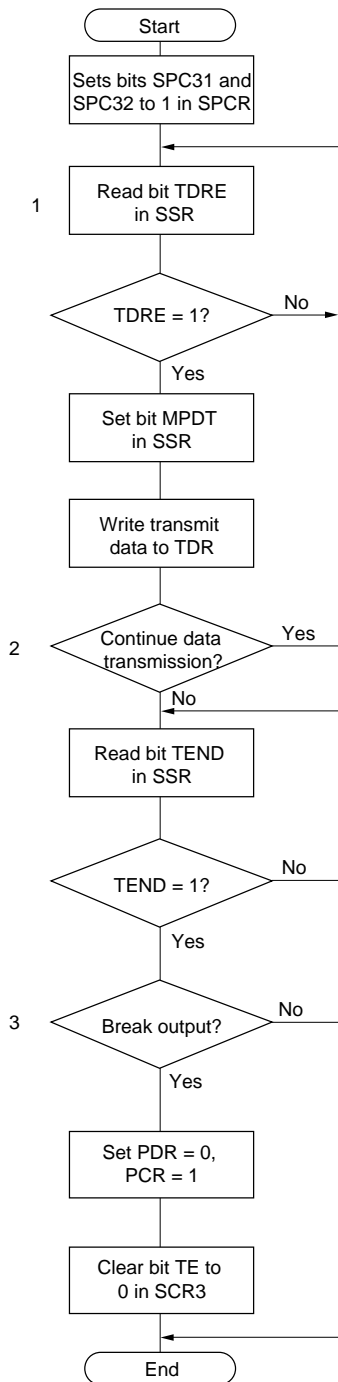 Start
Sets bits SPC31 and
SPC32 to 1 in SPCR
1
Read bit TDRE
in SSR
TDRE = 1?
No
Yes
Set bit MPDT
in SSR
Write transmit
data to TDR
2
Continue data
transmission?
Yes
No
Read bit TEND
in SSR
TEND = 1?
No
Yes
3
Break output?
No
Yes
Set PDR = 0,
PCR = 1
Clear bit TE to
0 in SCR3
End